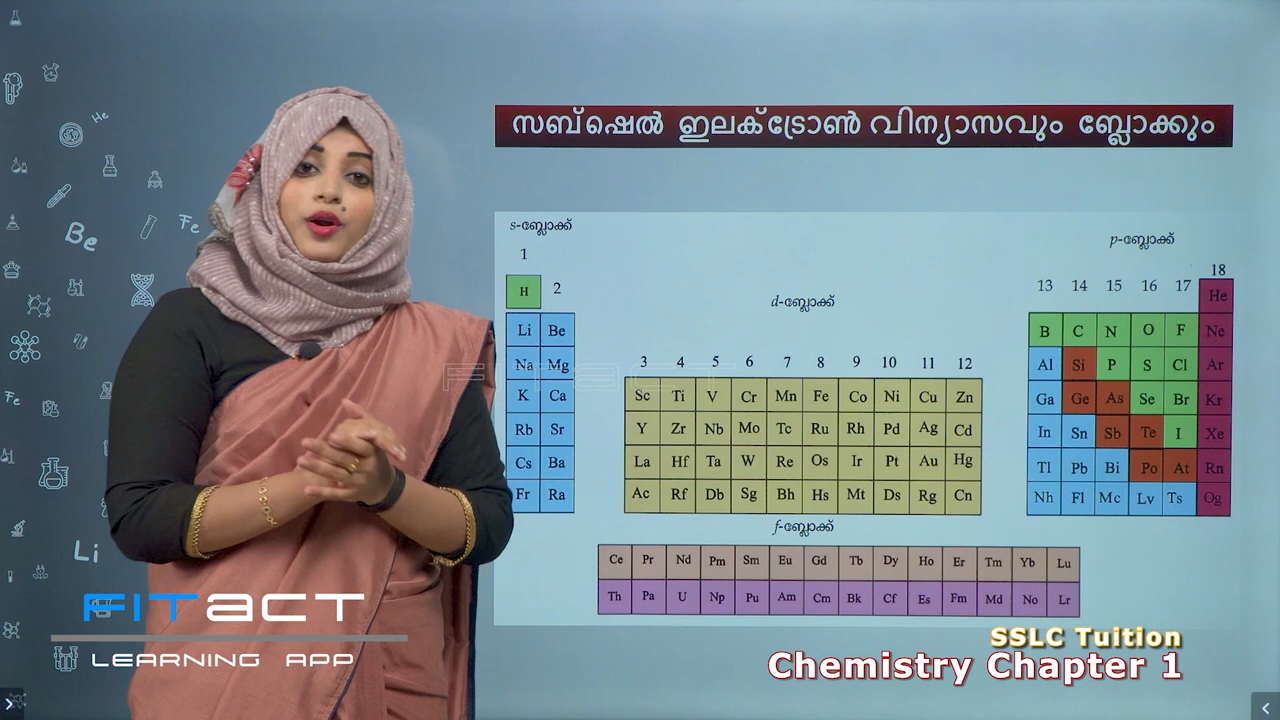 സബ്ഷെൽ ഇലക്ട്രോൺ വിന്യാസവും ബ്ലോക്കും
s-ബ്ലോക്ക്
p-ബ്ലോക്ക്
1
18
H
2
13 14 15 16 17
He
d-ബ്ലോക്ക്
Li Be
B C N O F Ne
3 4 5 6 7 8 9 10 11 12
Na Mg
Al Si P S Cl Ar
K Ca
Sc Ti V Cr Mn Fe Co Ni Cu Zn
Ga Ge As Se Br Kr
Rb Sr
Y Zr Nb Mo Tc Ru Rh Pd Ag Cd
In Sn Sb Te I Xe
Cs Ba
La Hf Ta W Re Os Ir Pt Au Hg
Tl Pb Bi Po At Rn
Fr Ra
Ac Rf Db Sg Bh Hs Mt Ds Rg Cn
Nh Fl Mc Lv Ts Og
f-ബ്ലോക്ക്
Ce Pr Nd Pm Sm Eu Gd Tb Dy Ho Er Tm Yb Lu
Th Pa U Np Pu Am Cm Bk Cf Es Fm Md No Lr
He
Fe
Be
Fe
Li
FITACT
FITACT
LEARNING APP
SSLC Tuition
Chemistry Chapter 1